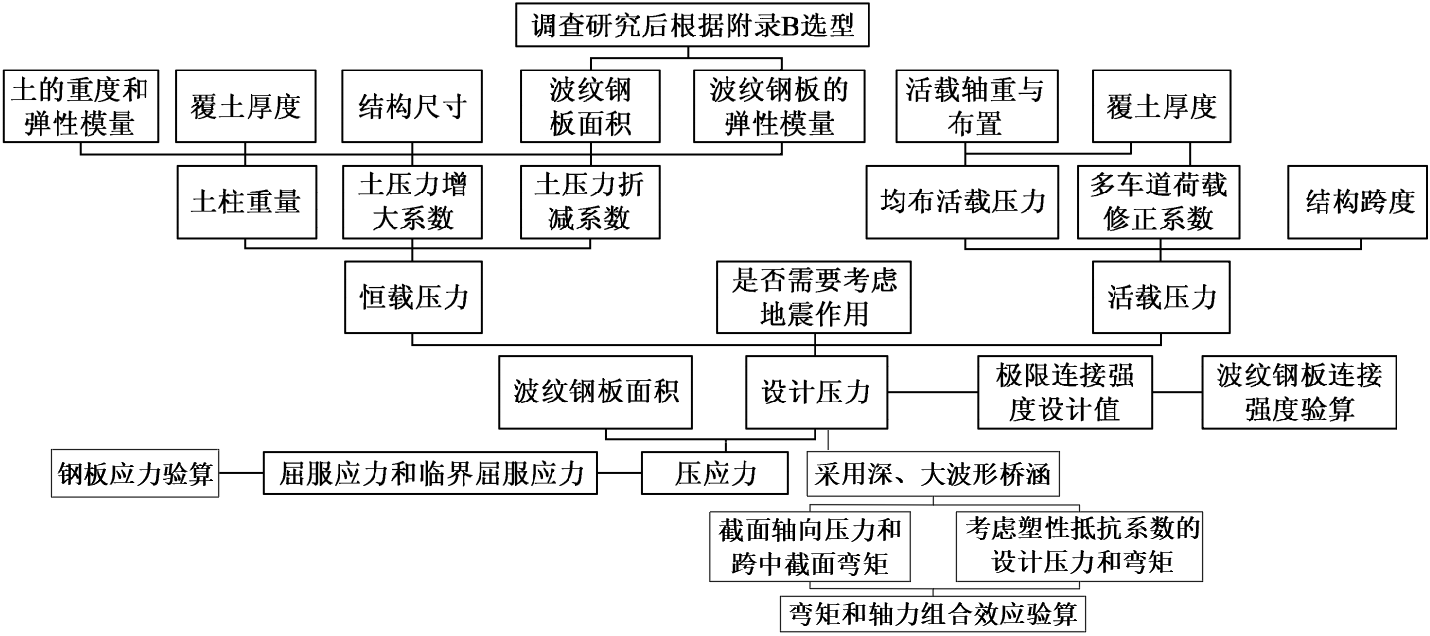 调查研究后根据附录B选型
土的重度和
弹性模量
覆土厚度
结构尺寸
波纹钢
板面积
波纹钢板的
弹性模量
活载轴重与
布置
覆土厚度
土柱重量
土压力增
大系数
土压力折
减系数
均布活载压力
多车道荷载
修正系数
结构跨度
恒载压力
是否需要考虑
地震作用
活载压力
波纹钢板面积
设计压力
极限连接强
度设计值
波纹钢板连接
强度验算
钢板应力验算
屈服应力和临界屈服应力
压应力
采用深、大波形桥涵
截面轴向压力和
跨中截面弯矩
考虑塑性抵抗系数的
设计压力和弯矩
弯矩和轴力组合效应验算